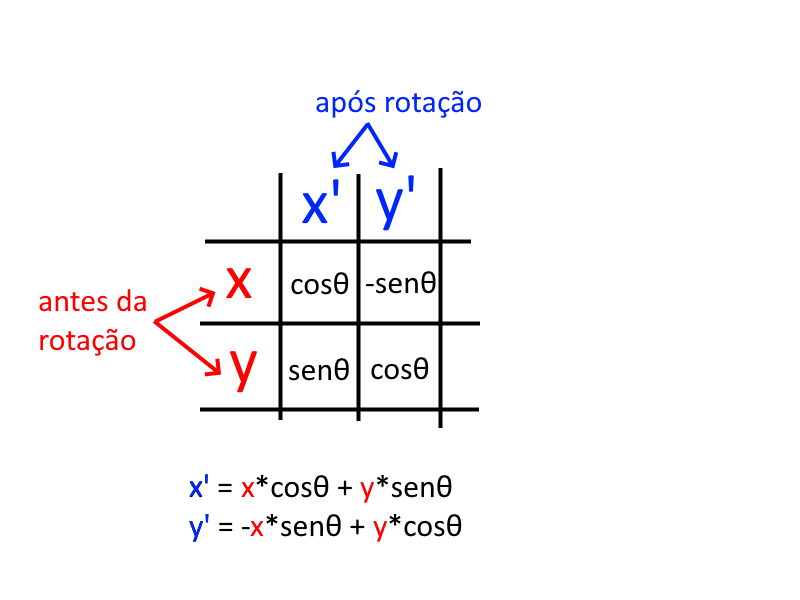 após rotação
x' y'
x cosθ -senθ
antes da
rotação
y senθ cosθ
x' = x*cosθ + y*senθ
y' = -x*senθ + y*cosθ